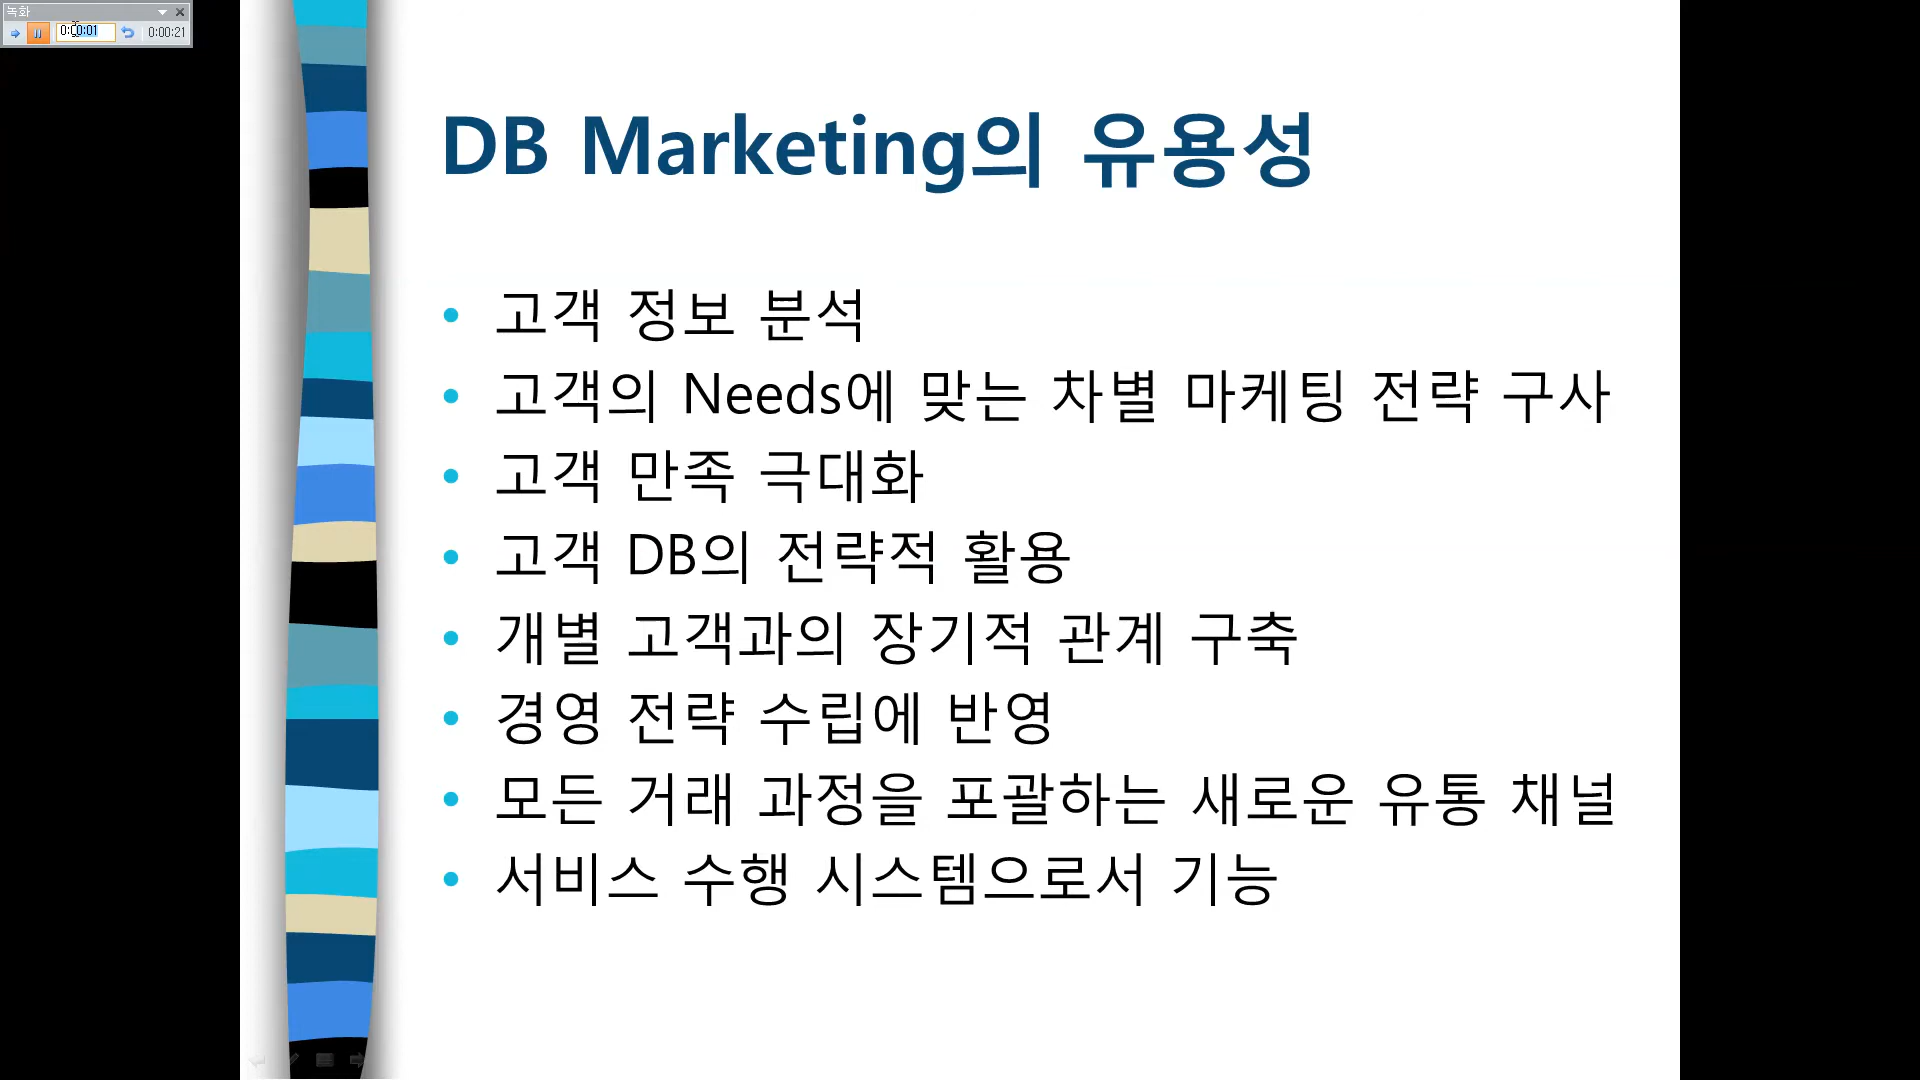 녹화
0:00:01
0:00:21
DB Marketing의 유용성
• 고객 정보 분석
• 고객의 Needs에 맞는 차별 마케팅 전략 구사
• 고객 만족 극대화
• 고객 DB의 전략적 활용
• 개별 고객과의 장기적 관계 구축
• 경영 전략 수립에 반영
• 모든 거래 과정을 포괄하는 새로운 유통 채널
• 서비스 수행 시스템으로서 기능